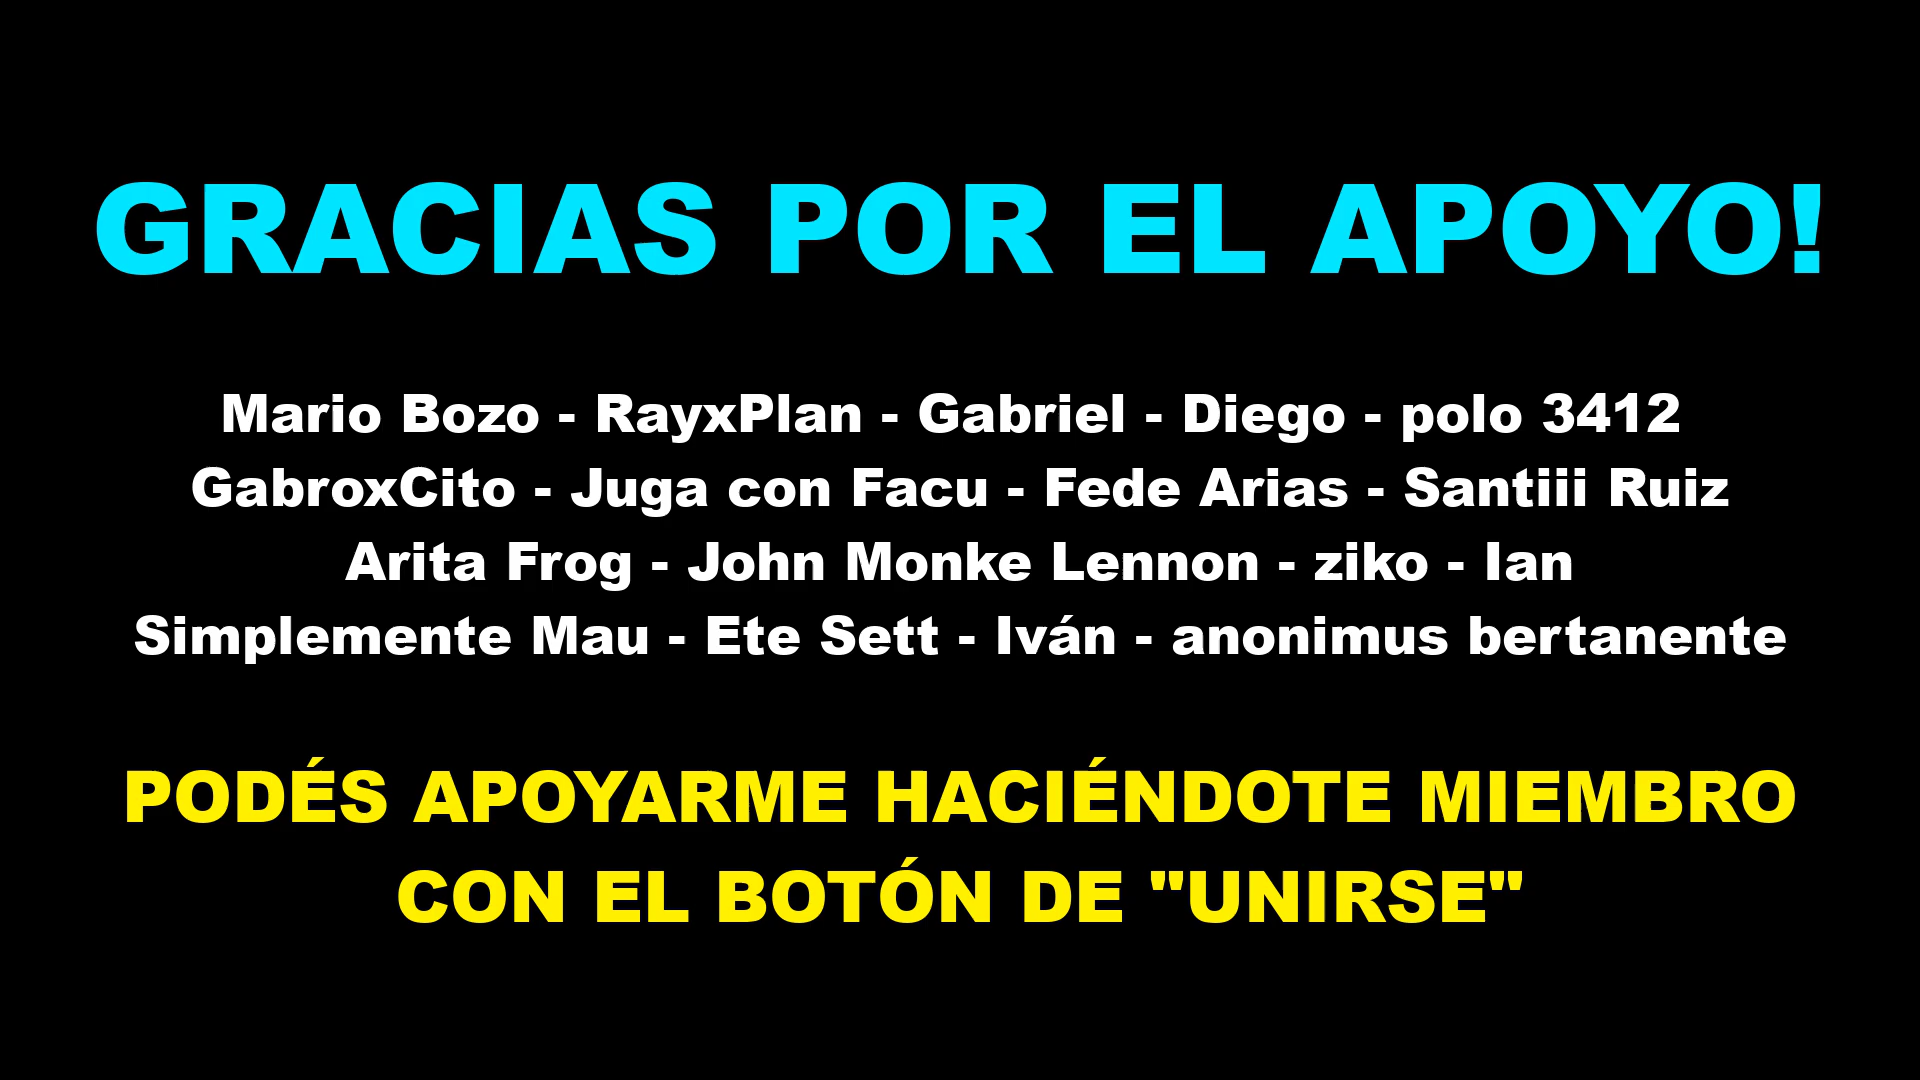 GRACIAS POR EL APOYO!
Mario Bozo - RayxPlan - Gabriel - Diego - polo 3412
GabroxCito - Juga con Facu - Fede Arias - Santiii Ruiz
Arita Frog - John Monke Lennon - ziko - Ian
Simplemente Mau - Ete Sett - Iván - anonimus bertanente
PODÉS APOYARME HACIÉNDOTE MIEMBRO
CON EL BOTÓN DE "UNIRSE"